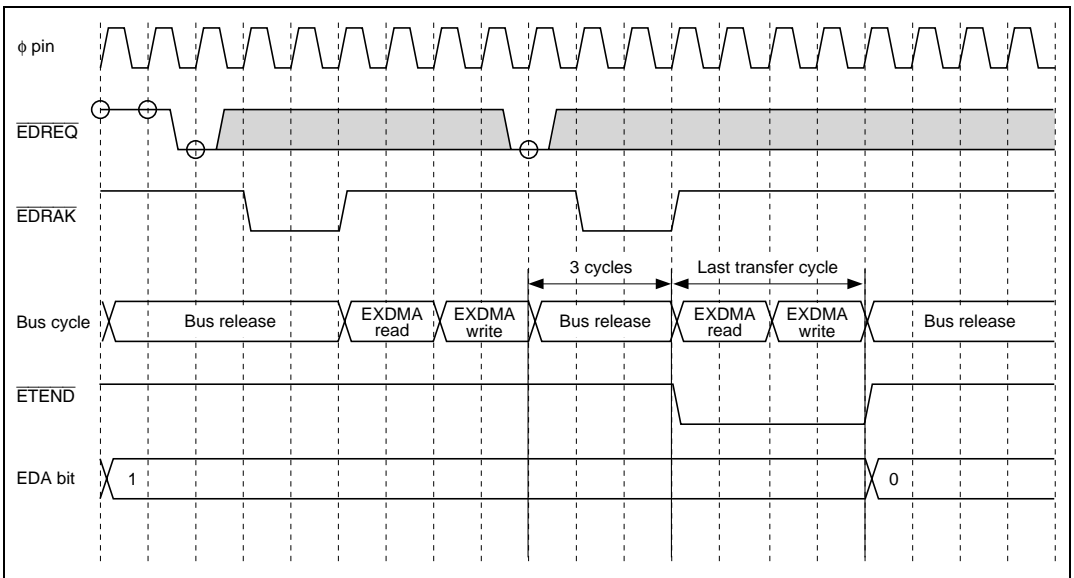 φ pin
EDREQ
EDRAK
3 cycles
Last transfer cycle
Bus cycle
Bus release
EXDMA read
EXDMA write
Bus release
EXDMA read
EXDMA write
Bus release
ETEND
EDA bit
1
0